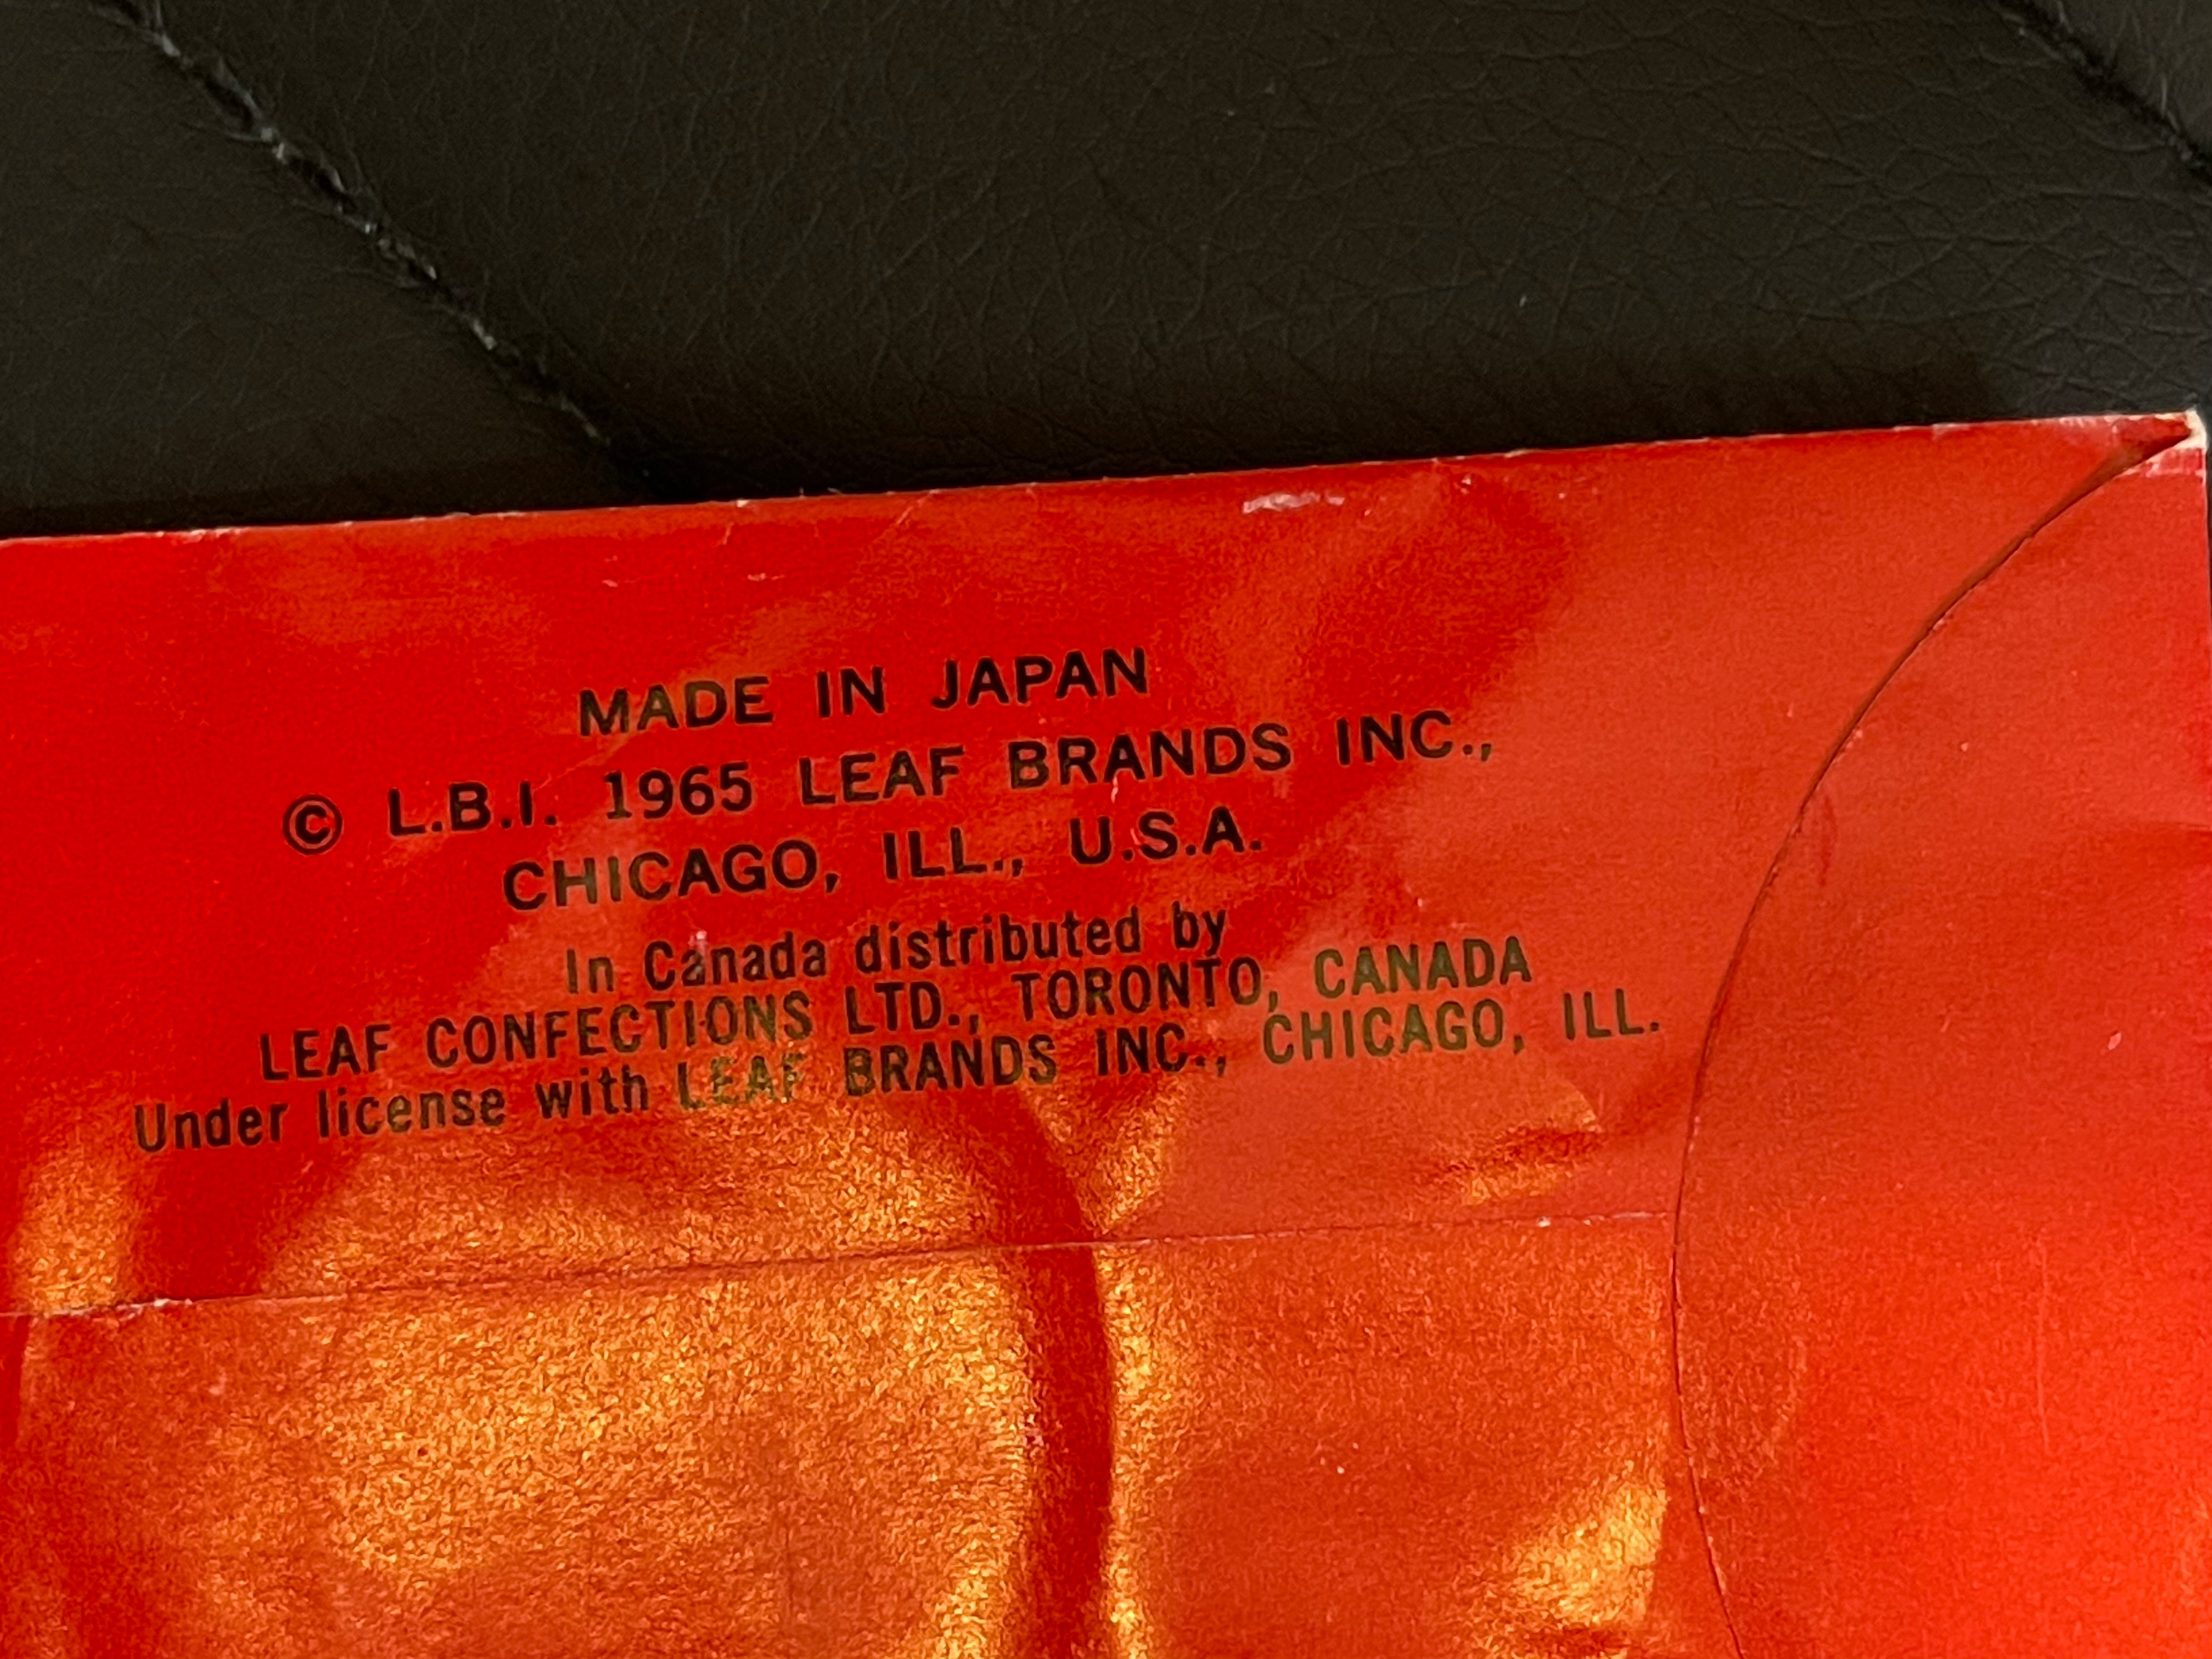 MADE IN JAPAN
© L.B.I. 1965 LEAF BRANDS INC.,
CHICAGO, ILL., U.S.A.
In Canada distributed by
LEAF CONFECTIONS LTD., TORONTO, CANADA
Under license with LEAF BRANDS INC., CHICAGO, ILL.